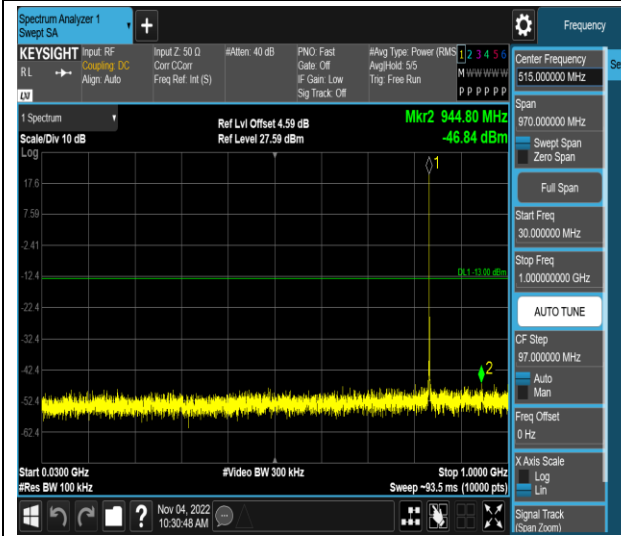 Spectrum Analyzer 1
Swept SA
Frequency
KEYSIGHT
RL
LXI
Input: RF
Coupling: DC
Align: Auto
Input Z: 50 Ω
Corr CCorr
Freq Ref: Int (S)
#Atten: 40 dB
PNO: Fast
Gate: Off
IF Gain: Low
Sig Track: Off
#Avg Type: Power (RMS
Avg|Hold: 5/5
Trig: Free Run
1 2 3 4 5 6
M W W W W W
P P P P P P
1 Spectrum
Scale/Div 10 dB
Log
Ref Lvl Offset 4.59 dB
Ref Level 27.59 dBm
Mkr2 944.80 MHz
-46.84 dBm
1
17.6
7.59
-2.41
-12.4
DL1 -13.00 dBm
-22.4
-32.4
-42.4
2
-52.4
-62.4
Start 0.0300 GHz
#Video BW 300 kHz
Stop 1.0000 GHz
#Res BW 100 kHz
Sweep ~93.5 ms (10000 pts)
Nov 04, 2022
10:30:48 AM
?
Center Frequency
515.000000 MHz
Se
Span
970.000000 MHz
Swept Span
Zero Span
Full Span
Start Freq
30.000000 MHz
Stop Freq
1.000000000 GHz
AUTO TUNE
CF Step
97.000000 MHz
Auto
Man
Freq Offset
0 Hz
X Axis Scale
Log
Lin
Signal Track
(Span Zoom)